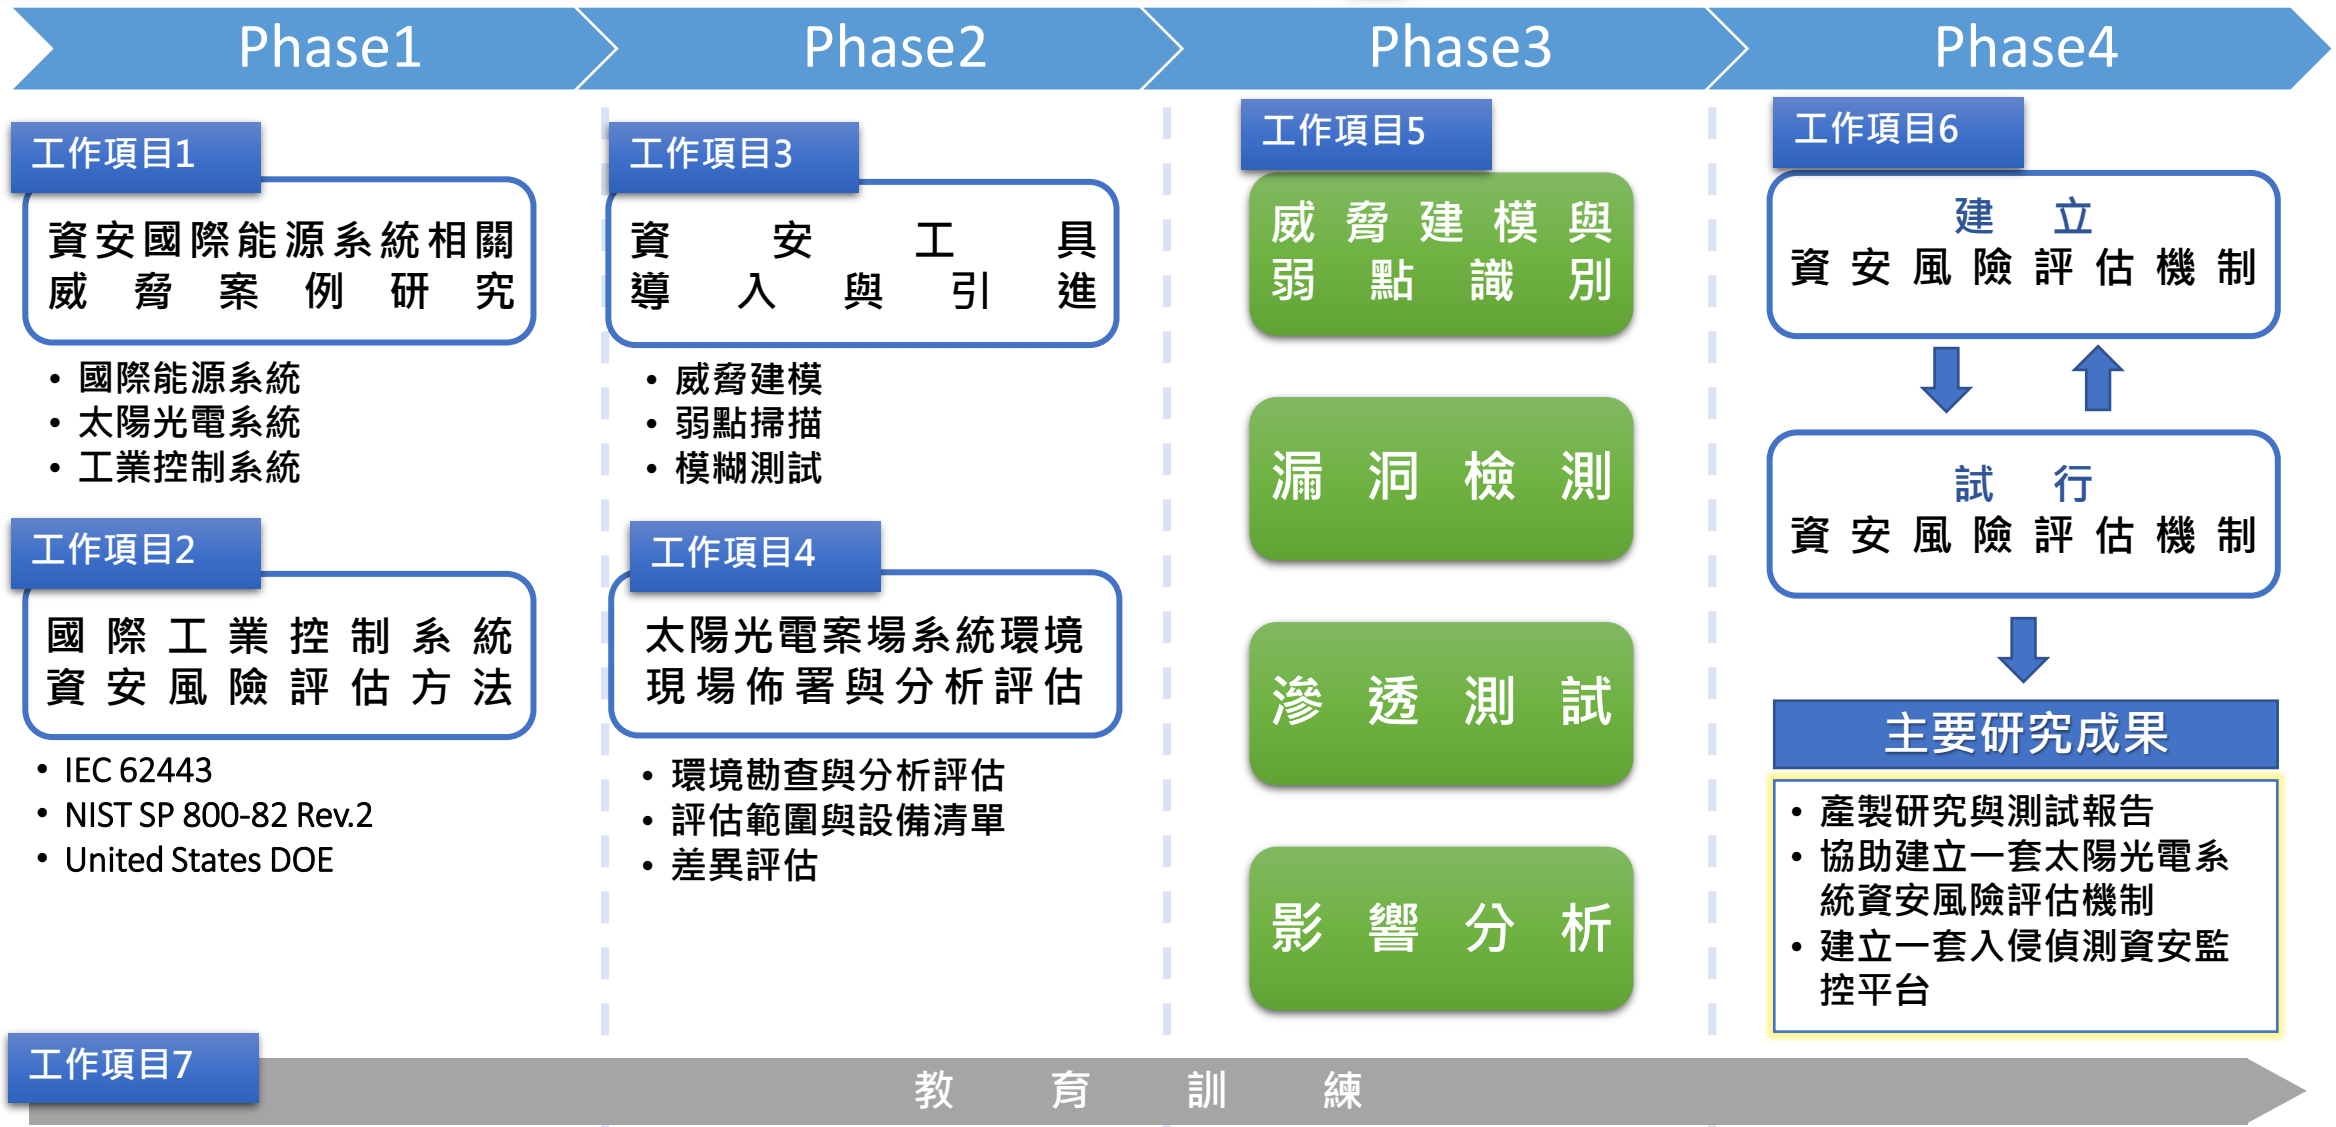 Phase1
Phase2
Phase3
Phase4
工作項目1
資安國際能源系統相關
威脅案例研究
• 國際能源系統
• 太陽光電系統
• 工業控制系統
工作項目2
國際工業控制系統
資安風險評估方法
• IEC 62443
• NIST SP 800-82 Rev.2
• United States DOE
工作項目3
資安工具
導入與引進
• 威脅建模
• 弱點掃描
• 模糊測試
工作項目4
太陽光電案場系統環境
現場佈署與分析評估
• 環境勘查與分析評估
• 評估範圍與設備清單
• 差異評估
工作項目5
威脅建模與
弱點識別
漏洞檢測
滲透測試
影響分析
工作項目6
建立
資安風險評估機制
試行
資安風險評估機制
主要研究成果
• 產製研究與測試報告
• 協助建立一套太陽光電系
統資安風險評估機制
• 建立一套入侵偵測資安監
控平台
工作項目7
教育訓練